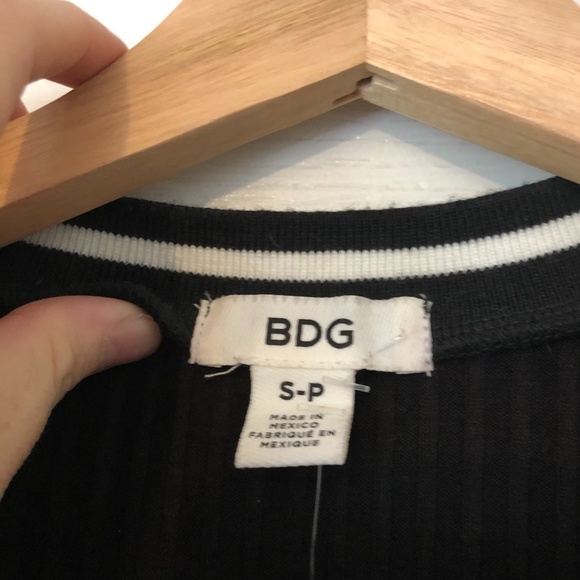 BDG
S-P
MADE IN
MEXICO
FABRIQUÉ EN
MEXIQUE